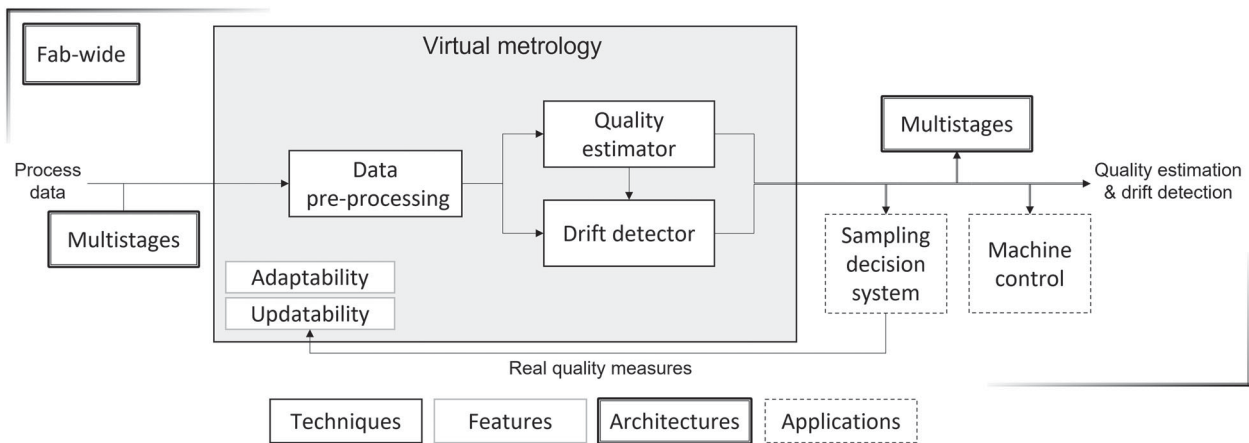 Fab-wide
Virtual metrology
Process
data
Multistages
Data
pre-processing
Quality
estimator
Drift detector
Adaptability
Updatability
Multistages
Quality estimation
& drift detection
Sampling
decision
system
Machine
control
Real quality measures
Techniques
Features
Architectures
Applications